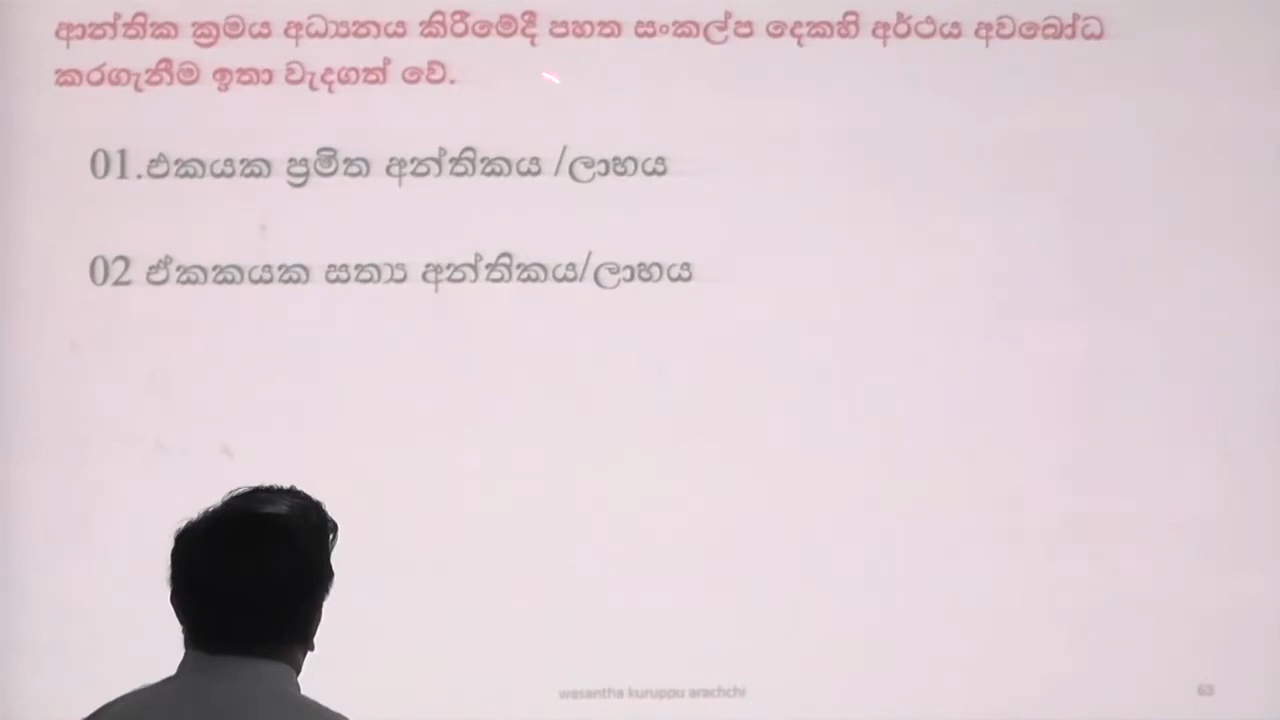 ආන්තික ක්‍රමය අධ්‍යනය කිරීමේදී පහත සංකල්ප දෙකහි අර්ථය අවබෝධ
කරගැනීම ඉතා වැදගත් වේ.
01.එකයක ප්‍රමිත අන්තිකය /ලාභය
02 ඒකකයක සත්‍ය අන්තිකය/ලාභය
wasantha kuruppu arachchi
63